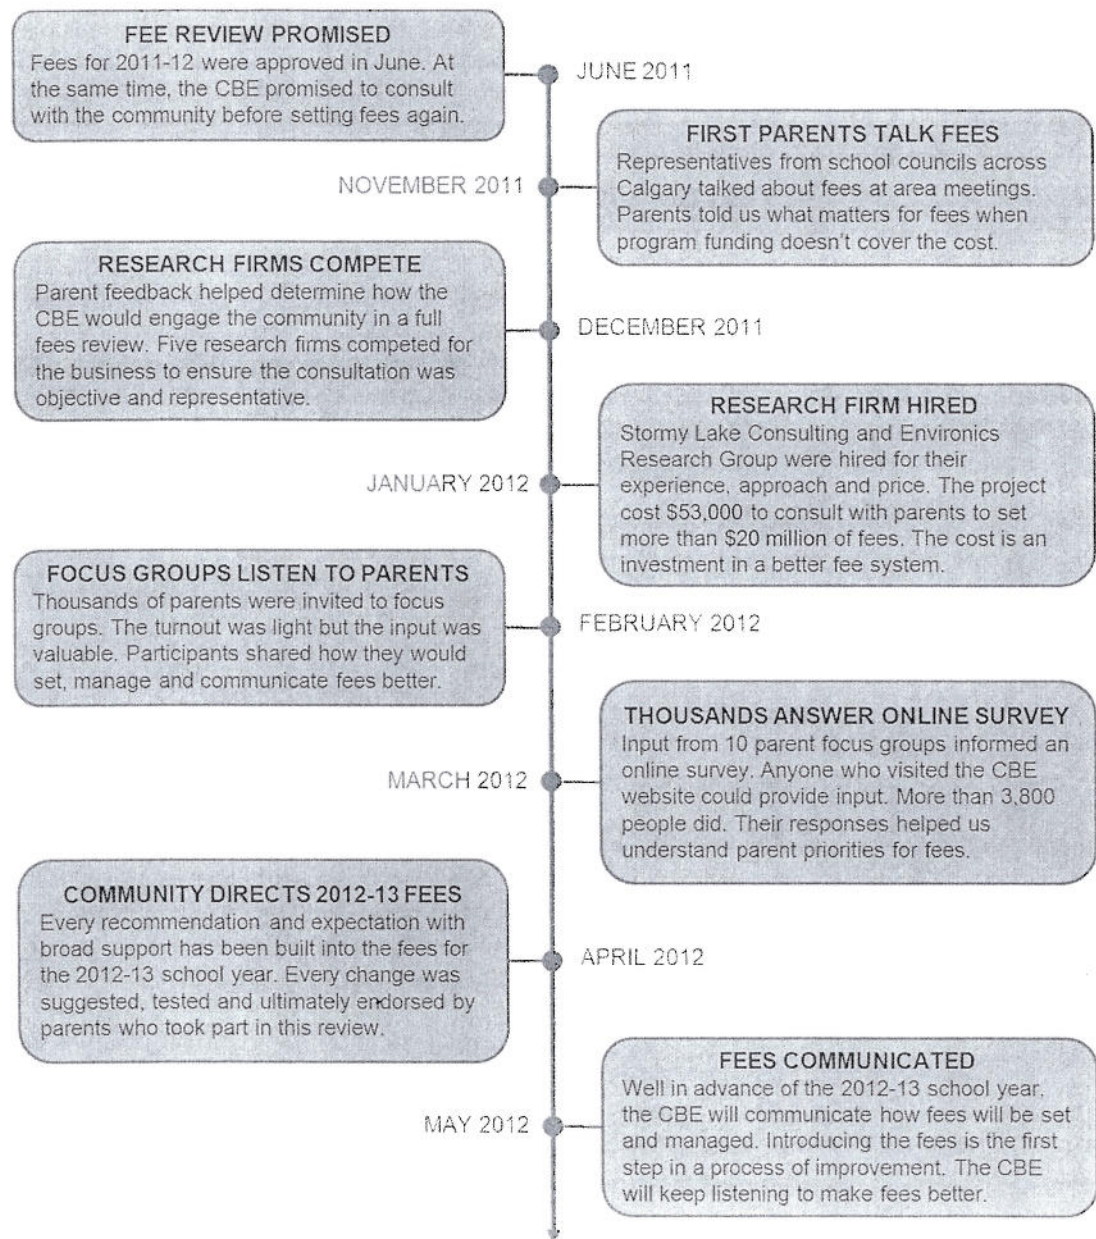 FEE REVIEW PROMISED
Fees for 2011-12 were approved in June. At
the same time, the CBE promised to consult
with the community before setting fees again.
JUNE 2011
FIRST PARENTS TALK FEES
Representatives from school councils across
Calgary talked about fees at area meetings.
Parents told us what matters for fees when
program funding doesn't cover the cost.
NOVEMBER 2011
RESEARCH FIRMS COMPETE
Parent feedback helped determine how the
CBE would engage the community in a full
fees review. Five research firms competed for
the business to ensure the consultation was
objective and representative.
DECEMBER 2011
RESEARCH FIRM HIRED
Stormy Lake Consulting and Environics
Research Group were hired for their
experience, approach and price. The project
cost $53,000 to consult with parents to set
more than $20 million of fees. The cost is an
investment in a better fee system.
JANUARY 2012
FOCUS GROUPS LISTEN TO PARENTS
Thousands of parents were invited to focus
groups. The turnout was light but the input was
valuable. Participants shared how they would
set, manage and communicate fees better.
FEBRUARY 2012
THOUSANDS ANSWER ONLINE SURVEY
Input from 10 parent focus groups informed an
online survey. Anyone who visited the CBE
website could provide input. More than 3,800
people did. Their responses helped us
understand parent priorities for fees.
MARCH 2012
COMMUNITY DIRECTS 2012-13 FEES
Every recommendation and expectation with
broad support has been built into the fees for
the 2012-13 school year. Every change was
suggested, tested and ultimately endorsed by
parents who took part in this review.
APRIL 2012
FEES COMMUNICATED
Well in advance of the 2012-13 school year,
the CBE will communicate how fees will be set
and managed. Introducing the fees is the first
step in a process of improvement. The CBE
will keep listening to make fees better.
MAY 2012